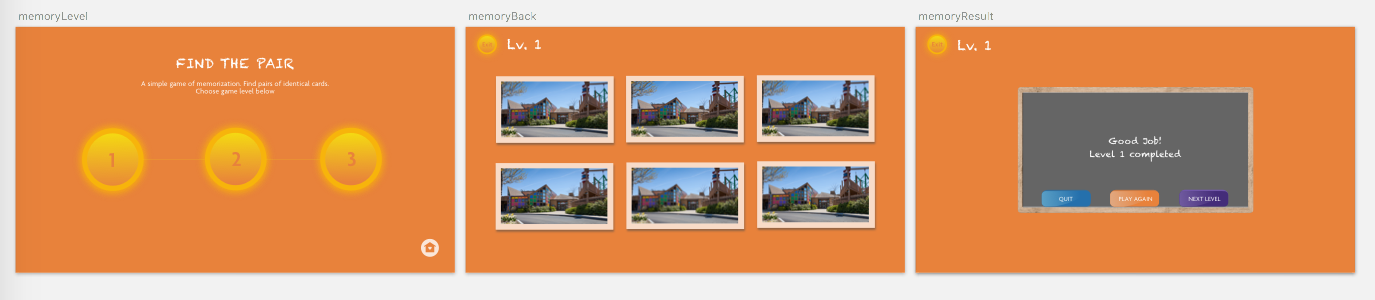 memoryLevel
FIND THE PAIR
A simple game of memorization. Find pairs of identical cards.
Choose game level below
1 2 3
memoryBack
Lv. 1
memoryResult
Lv. 1
Good Job!
Level 1 completed
QUIT PLAY AGAIN NEXT LEVEL